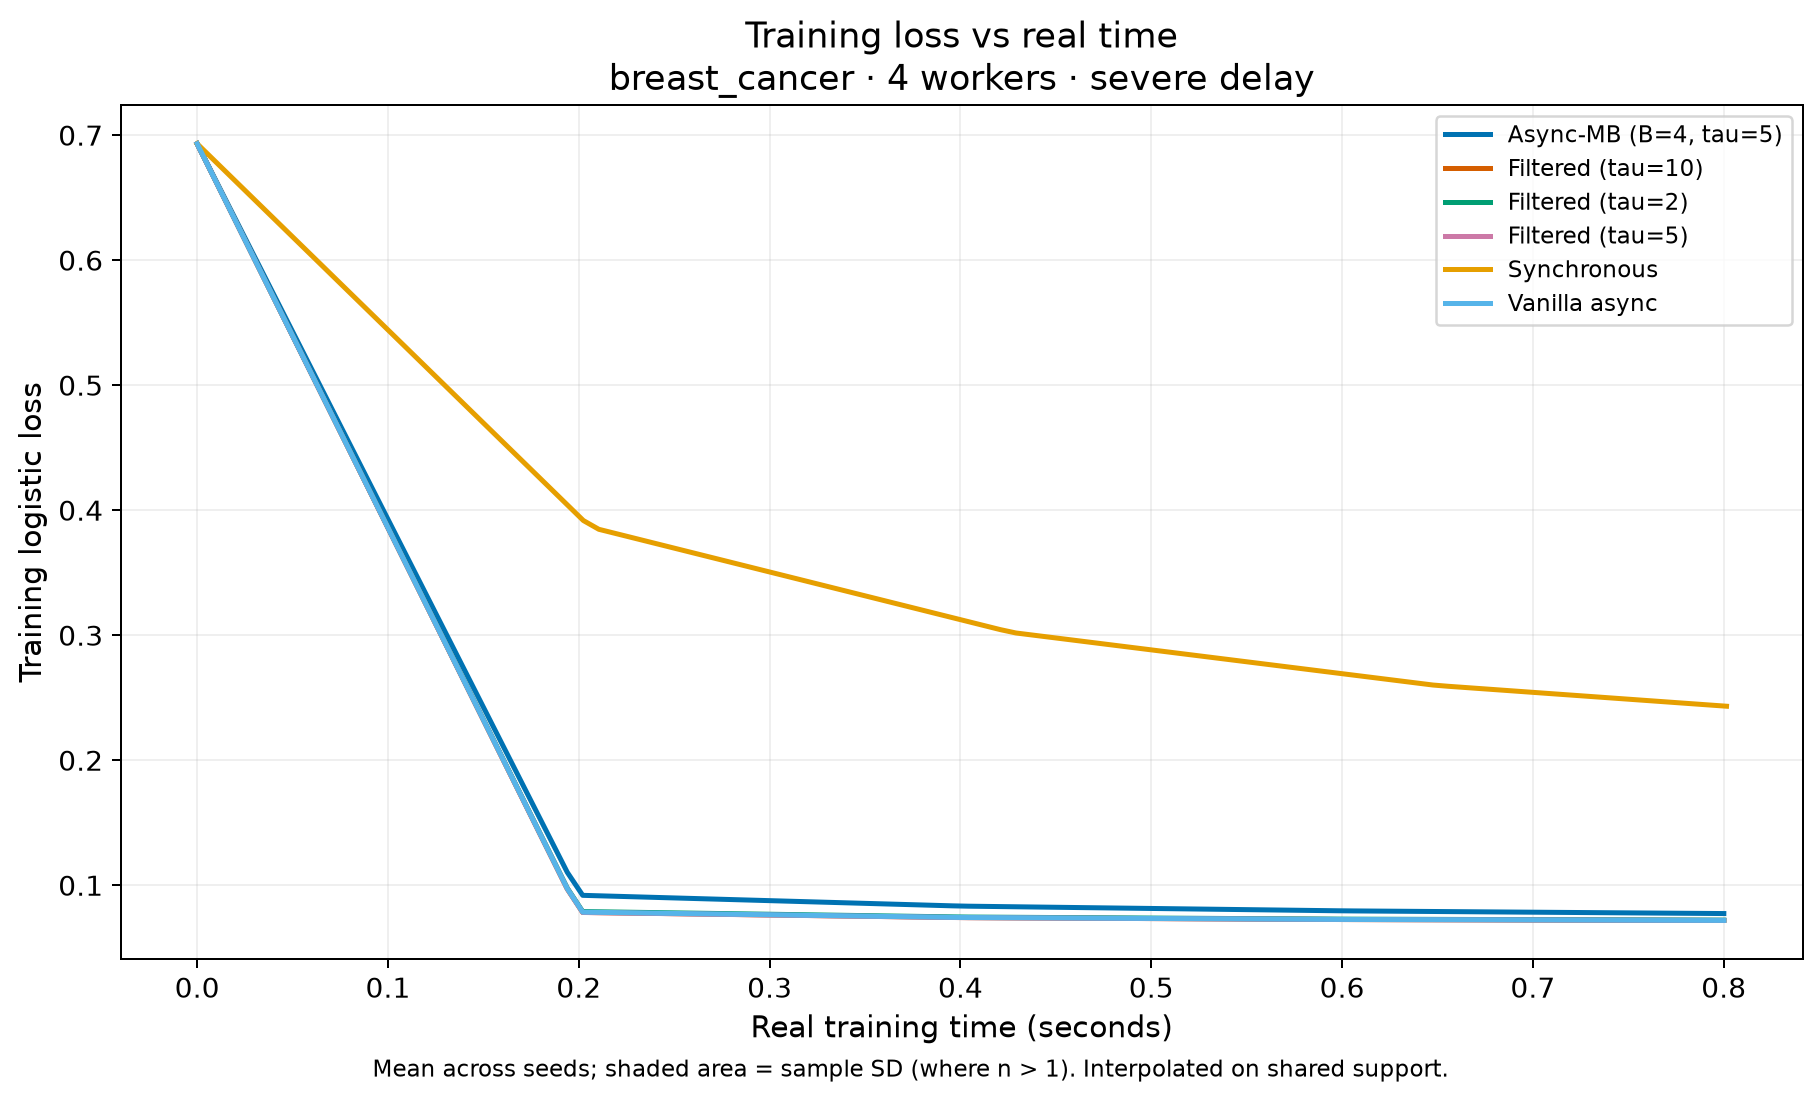 Training loss vs real time
breast_cancer · 4 workers · severe delay
Training logistic loss
0.7
0.6
0.5
0.4
0.3
0.2
0.1
Async-MB (B=4, tau=5)
Filtered (tau=10)
Filtered (tau=2)
Filtered (tau=5)
Synchronous
Vanilla async
0.0 0.1 0.2 0.3 0.4 0.5 0.6 0.7 0.8
Real training time (seconds)
Mean across seeds; shaded area = sample SD (where n > 1). Interpolated on shared support.